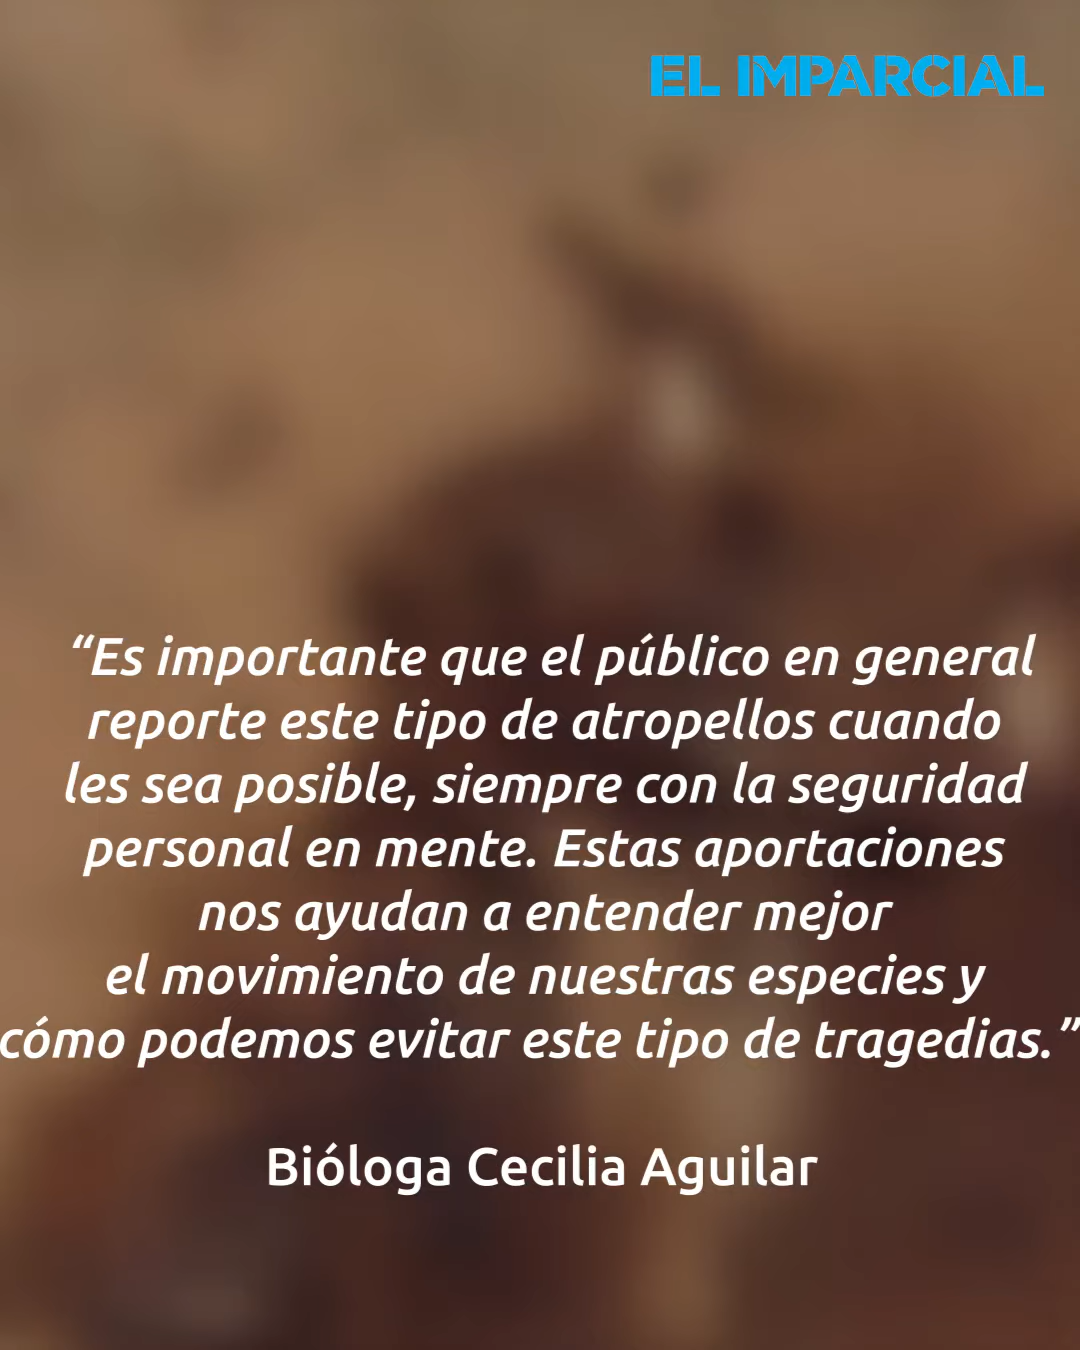 EL IMPARCIAL
“Es importante que el público en general
reporte este tipo de atropellos cuando
les sea posible, siempre con la seguridad
personal en mente. Estas aportaciones
nos ayudan a entender mejor
el movimiento de nuestras especies y
cómo podemos evitar este tipo de tragedias.”
Bióloga Cecilia Aguilar